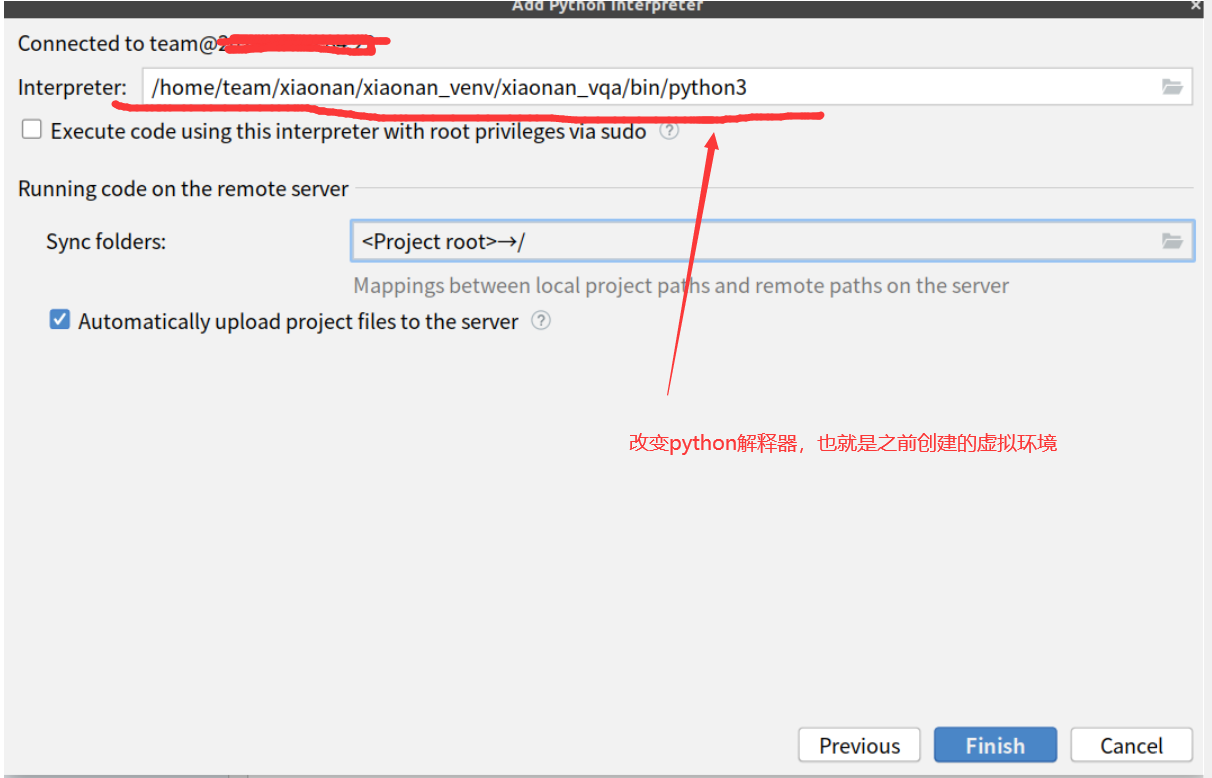 Add Python Interpreter
Connected to team@2
Interpreter: /home/team/xiaonan/xiaonan_venv/xiaonan_vqa/bin/python3
Execute code using this interpreter with root privileges via sudo ?
Running code on the remote server
Sync folders: <Project root>→/
Mappings between local project paths and remote paths on the server
Automatically upload project files to the server ?
改变python解释器，也就是之前创建的虚拟环境
Previous Finish Cancel